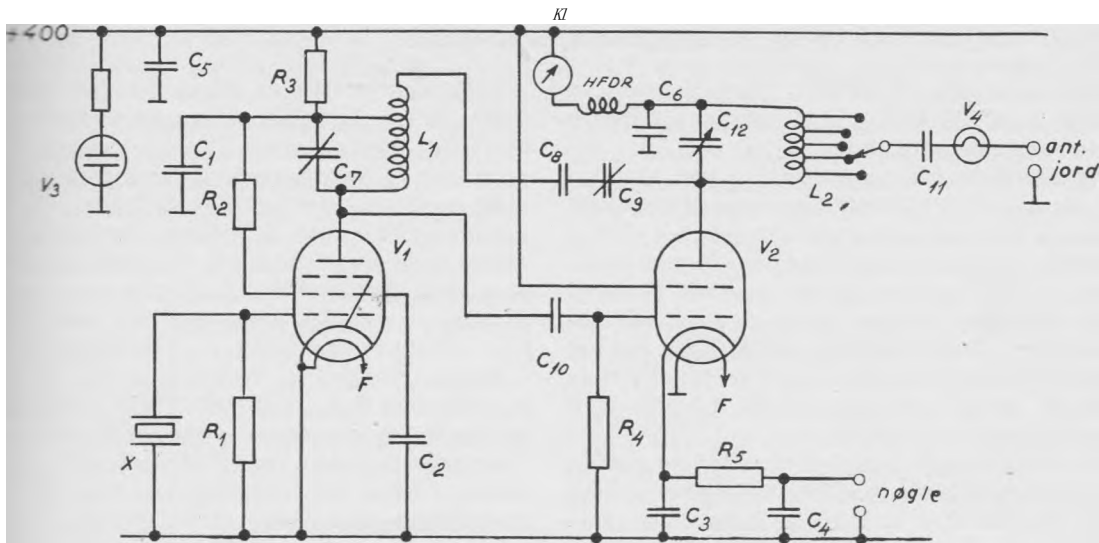 Kl
+400
C5
R3
HFDR
C6
C12
V4
L1
ant.
jord
C1
V3
C7
C8
C9
C11
L2
R2
V1
V2
C10
F
F
R1
X
C2
R4
R5
nøgle
C3
C4